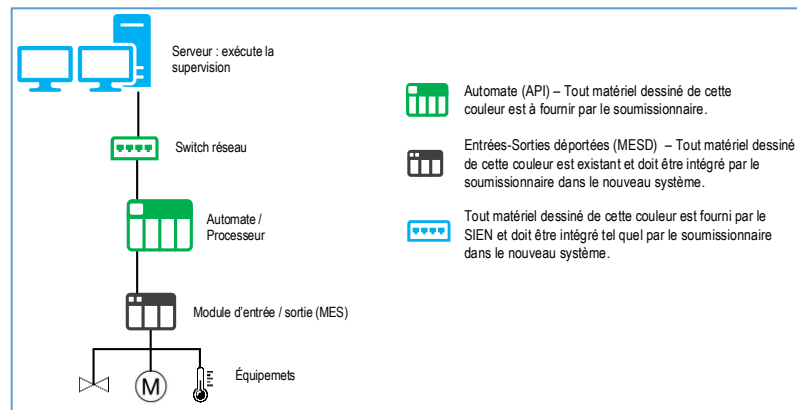 Serveur : exécute la
supervision
Switch réseau
Automate /
Processeur
Module d'entrée / sortie (MES)
Équipemets
M
Automate (API) – Tout matériel dessiné de cette
couleur est à fournir par le soumissionnaire.
Entrées-Sorties déportées (MESD) – Tout matériel dessiné
de cette couleur est existant et doit être intégré par le
soumissionnaire dans le nouveau système.
Tout matériel dessiné de cette couleur est fourni par le
SIEN et doit être intégré tel quel par le soumissionnaire
dans le nouveau système.